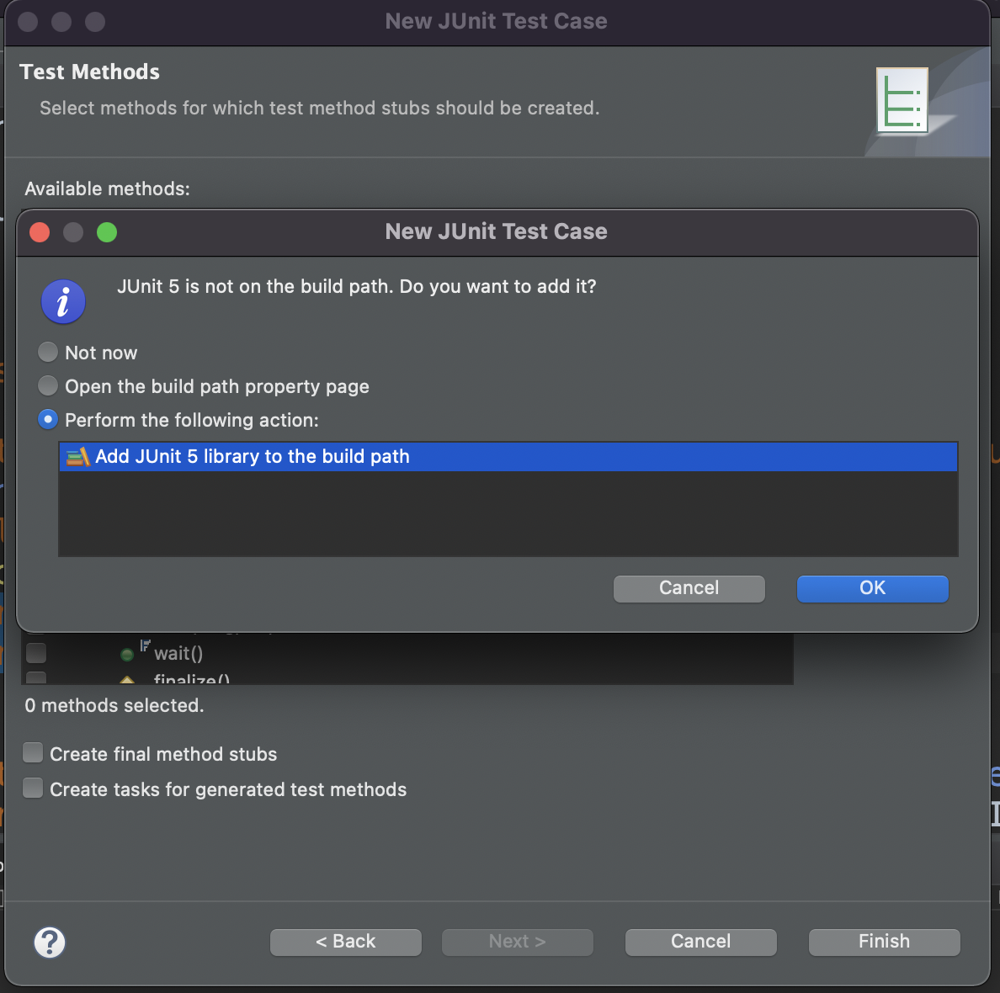 New JUnit Test Case
Test Methods
Select methods for which test method stubs should be created.
Available methods:
New JUnit Test Case
JUnit 5 is not on the build path. Do you want to add it?
Not now
Open the build path property page
Perform the following action:
Add JUnit 5 library to the build path
Cancel
OK
wait()
finalize()
0 methods selected.
Create final method stubs
Create tasks for generated test methods
?
< Back
Next >
Cancel
Finish